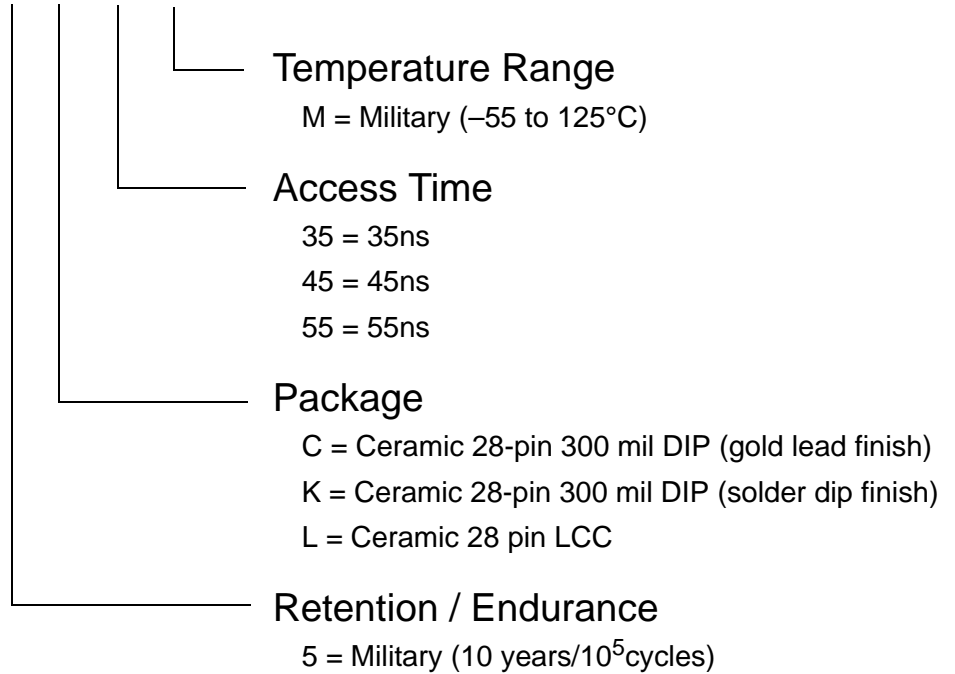 Temperature Range
M = Military (–55 to 125°C)
Access Time
35 = 35ns
45 = 45ns
55 = 55ns
Package
C = Ceramic 28-pin 300 mil DIP (gold lead finish)
K = Ceramic 28-pin 300 mil DIP (solder dip finish)
L = Ceramic 28 pin LCC
Retention / Endurance
5 = Military (10 years/10⁵cycles)